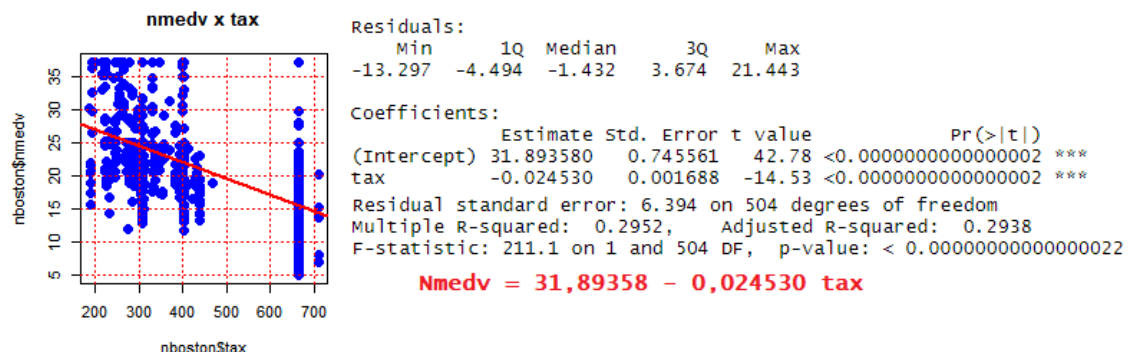 nmedv x tax
nboston$nmedv
35
30
25
20
15
10
5
200 300 400 500 600 700
nboston$tax
Residuals:
Min 1Q Median 3Q Max
-13.297 -4.494 -1.432 3.674 21.443
Coefficients:
Estimate Std. Error t value Pr(>|t|)
(Intercept) 31.893580 0.745561 42.78 <0.0000000000000002 ***
tax -0.024530 0.001688 -14.53 <0.0000000000000002 ***
Residual standard error: 6.394 on 504 degrees of freedom
Multiple R-squared: 0.2952, Adjusted R-squared: 0.2938
F-statistic: 211.1 on 1 and 504 DF, p-value: < 0.00000000000000022
Nmedv = 31,89358 - 0,024530 tax